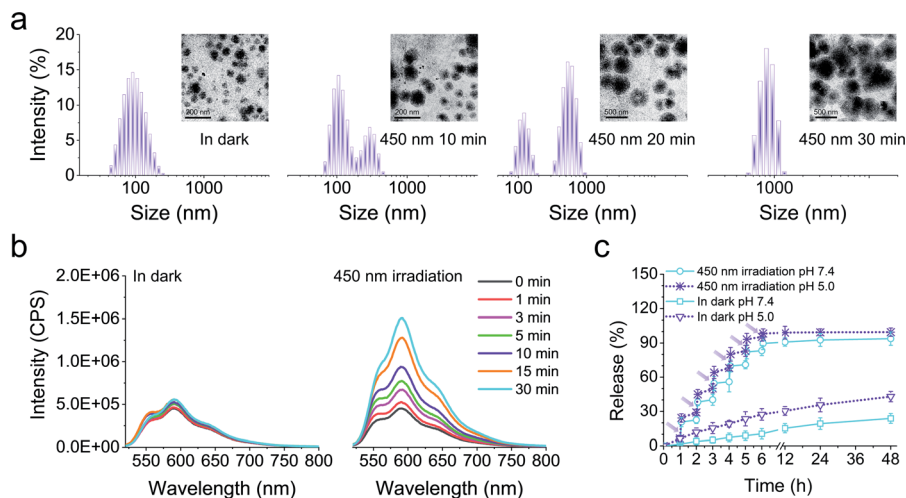 a
20
15
10
5
0
Intensity (%)
200 nm
In dark
100 1000
Size (nm)
200 nm
450 nm 10 min
100 1000
Size (nm)
500 nm
450 nm 20 min
100 1000
Size (nm)
500 nm
450 nm 30 min
1000
Size (nm)
b
2.0E+06
1.5E+06
1.0E+06
5.0E+05
0.0E+00
Intensity (CPS)
In dark
550 600 650 700 750 800
Wavelength (nm)
450 nm irradiation
0 min
1 min
3 min
5 min
10 min
15 min
30 min
550 600 650 700 750 800
Wavelength (nm)
c
150
120
90
60
30
0
Release (%)
450 nm irradiation pH 7.4
450 nm irradiation pH 5.0
In dark pH 7.4
In dark pH 5.0
0 1 2 3 4 5 6 12 24 36 48
Time (h)